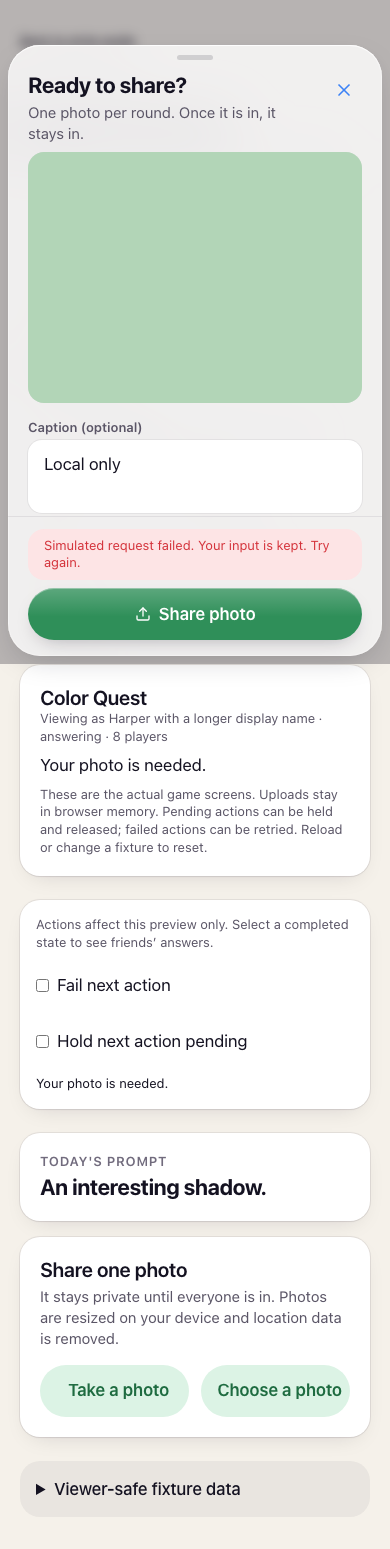 Ready to share?
One photo per round. Once it is in, it
stays in.
Caption (optional)
Local only
Simulated request failed. Your input is kept. Try
again.
Share photo
Color Quest
Viewing as Harper with a longer display name ·
answering · 8 players
Your photo is needed.
These are the actual game screens. Uploads stay
in browser memory. Pending actions can be held
and released; failed actions can be retried. Reload
or change a fixture to reset.
Actions affect this preview only. Select a completed
state to see friends’ answers.
Fail next action
Hold next action pending
Your photo is needed.
TODAY'S PROMPT
An interesting shadow.
Share one photo
It stays private until everyone is in. Photos
are resized on your device and location data
is removed.
Take a photo
Choose a photo
Viewer-safe fixture data